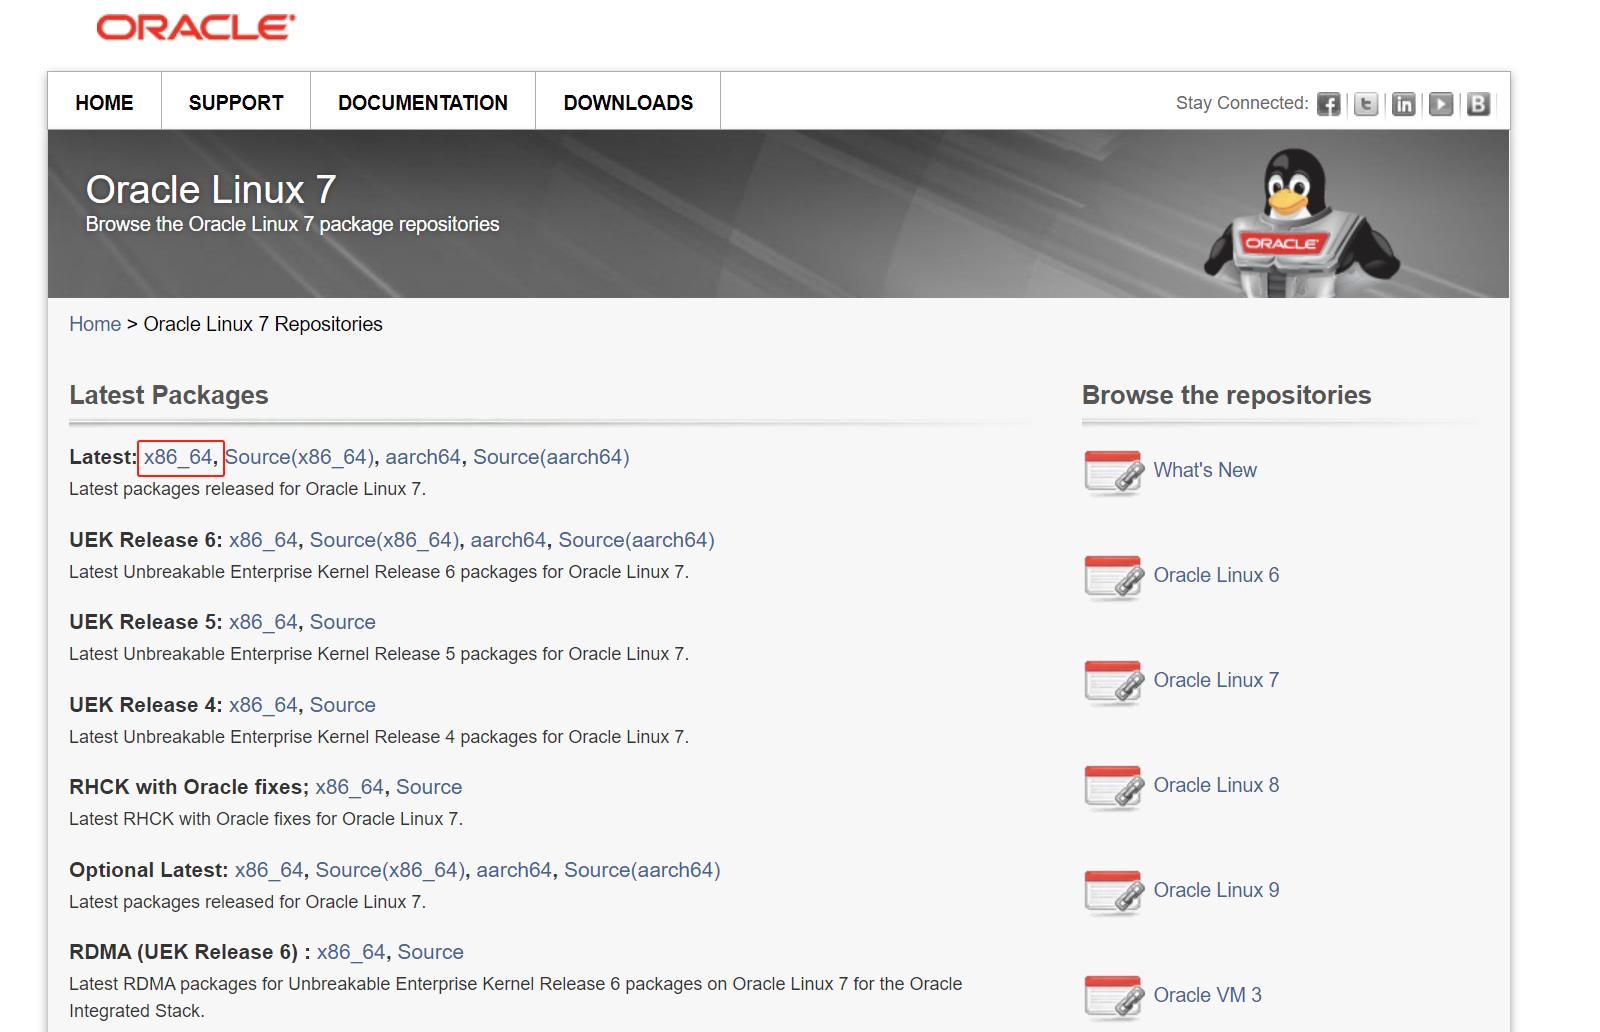 ORACLE
HOME SUPPORT DOCUMENTATION DOWNLOADS Stay Connected:
Oracle Linux 7
Browse the Oracle Linux 7 package repositories
ORACLE
Home > Oracle Linux 7 Repositories
Latest Packages
Latest: x86_64, Source(x86_64), aarch64, Source(aarch64)
Latest packages released for Oracle Linux 7.
UEK Release 6: x86_64, Source(x86_64), aarch64, Source(aarch64)
Latest Unbreakable Enterprise Kernel Release 6 packages for Oracle Linux 7.
UEK Release 5: x86_64, Source
Latest Unbreakable Enterprise Kernel Release 5 packages for Oracle Linux 7.
UEK Release 4: x86_64, Source
Latest Unbreakable Enterprise Kernel Release 4 packages for Oracle Linux 7.
RHCK with Oracle fixes; x86_64, Source
Latest RHCK with Oracle fixes for Oracle Linux 7.
Optional Latest: x86_64, Source(x86_64), aarch64, Source(aarch64)
Latest packages released for Oracle Linux 7.
RDMA (UEK Release 6) : x86_64, Source
Latest RDMA packages for Unbreakable Enterprise Kernel Release 6 packages on Oracle Linux 7 for the Oracle
Integrated Stack.
Browse the repositories
What's New
Oracle Linux 6
Oracle Linux 7
Oracle Linux 8
Oracle Linux 9
Oracle VM 3